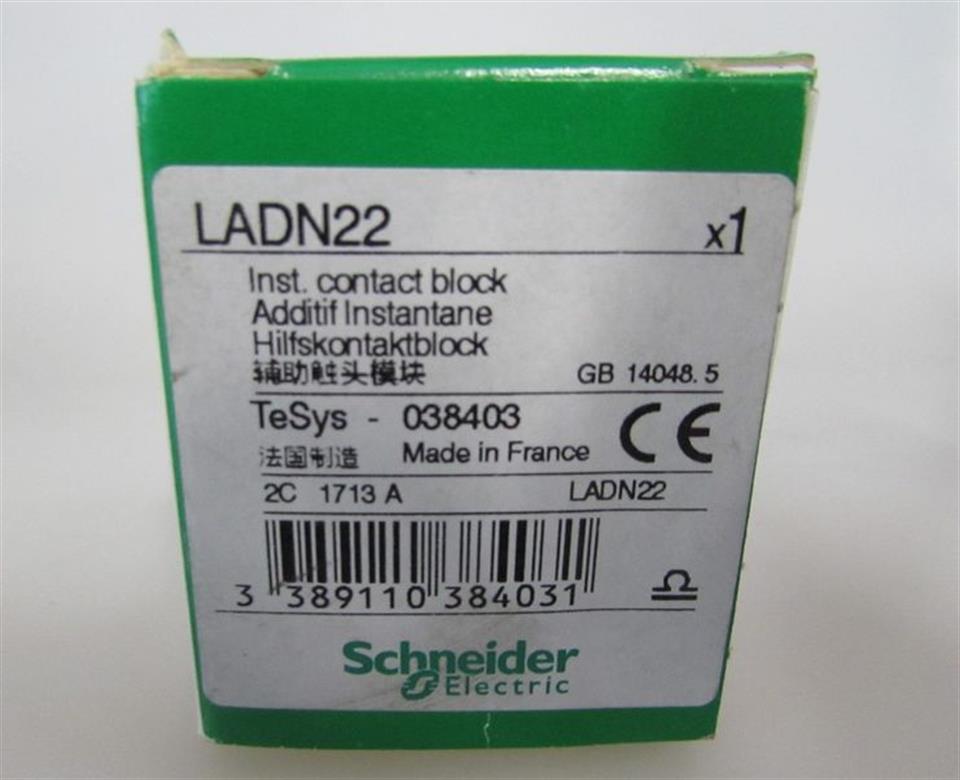 LADN22 x1
Inst. contact block
Additif Instantane
Hilfskontaktblock
辅助触头模块 GB 14048.5
TeSys - 038403
法国制造 Made in France CE
2C 1713 A LADN22
3 389110 384031
Schneider
Electric